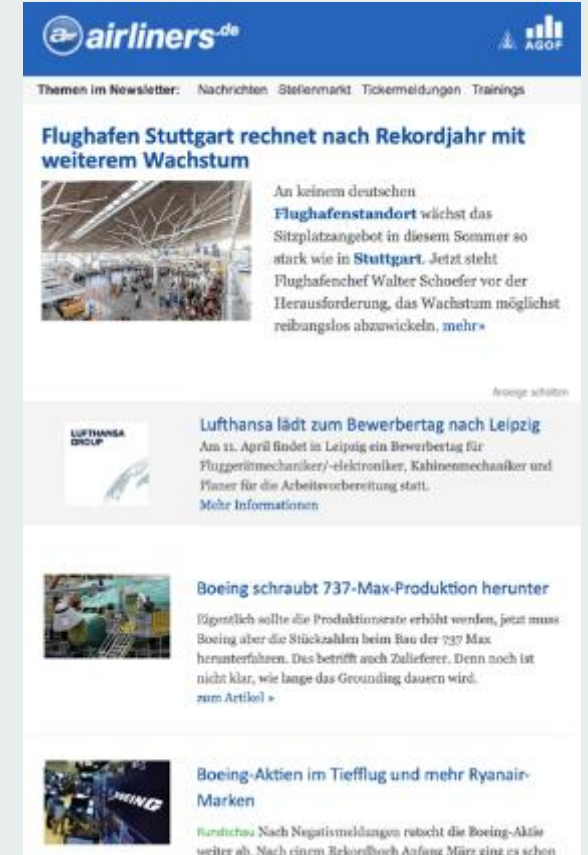 airliners.de
AGOF
Themen im Newsletter: Nachrichten Stellenmarkt Tickermeldungen Trainings
Flughafen Stuttgart rechnet nach Rekordjahr mit
weiterem Wachstum
An keinem deutschen
Flughafenstandort wächst das
Sitzplatzangebot in diesem Sommer so
stark wie in Stuttgart. Jetzt steht
Flughafenchef Walter Schoefer vor der
Herausforderung, das Wachstum möglichst
reibungslos abzuwickeln. mehr»
Anzeige schalten
LUFTHANSA
GROUP
Lufthansa lädt zum Bewerbertag nach Leipzig
Am 11. April findet in Leipzig ein Bewerbertag für
Fluggerätmechaniker/-elektroniker, Kabinenmechaniker und
Planer für die Arbeitsvorbereitung statt.
Mehr Informationen
Boeing schraubt 737-Max-Produktion herunter
Eigentlich sollte die Produktionsrate erhöht werden, jetzt muss
Boeing aber die Stückzahlen beim Bau der 737 Max
herunterfahren. Das betrifft auch Zulieferer. Denn noch ist
nicht klar, wie lange das Grounding dauern wird.
zum Artikel »
BOEING
Boeing-Aktien im Tiefflug und mehr Ryanair-
Marken
Rundschau Nach Negativmeldungen rutscht die Boeing-Aktie
weiter ab. Nach einem Rekordhoch Anfang März ging es schon